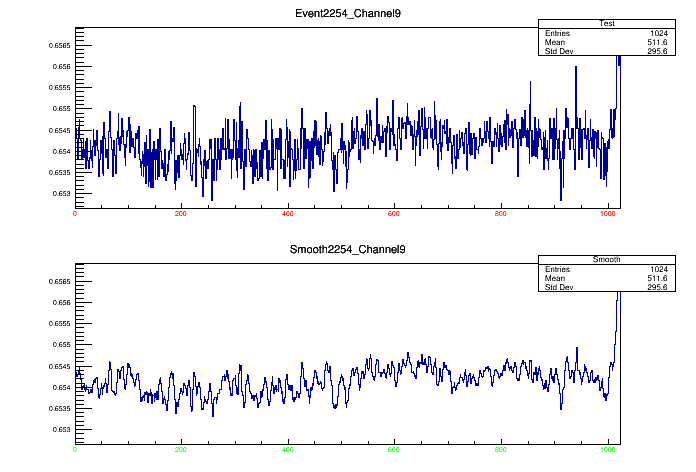 Event2254_Channel9
Test
Entries 1024
Mean 511.6
Std Dev 295.6
0.6565
0.656
0.6555
0.655
0.6545
0.654
0.6535
0.653
0 200 400 600 800 1000
Smooth2254_Channel9
Smooth
Entries 1024
Mean 511.6
Std Dev 295.6
0.6565
0.656
0.6555
0.655
0.6545
0.654
0.6535
0.653
0 200 400 600 800 1000